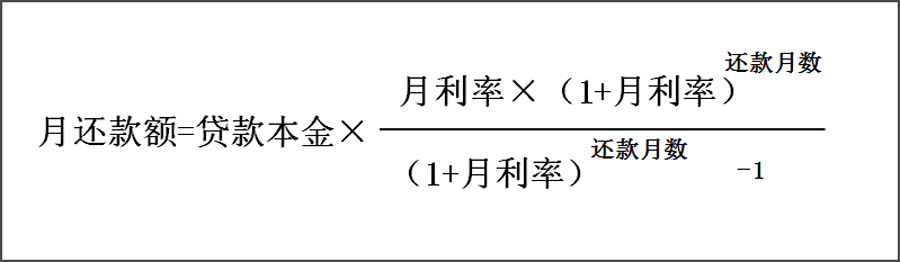 还款月数
月利率×（1+月利率）
月还款额=贷款本金×
还款月数
（1+月利率）
-1